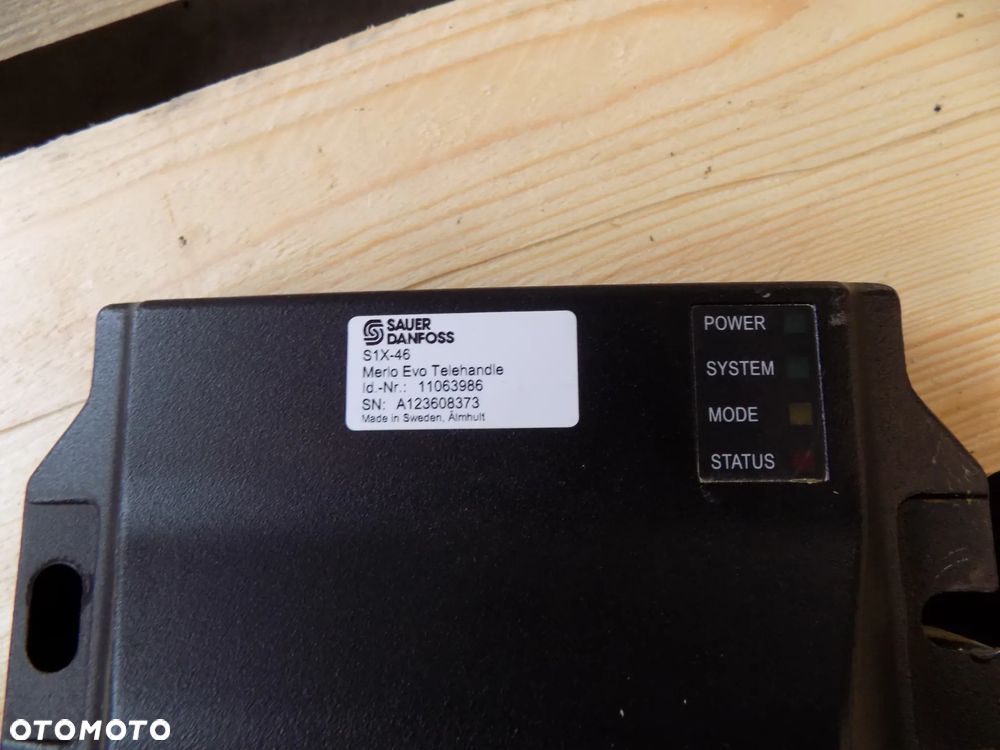 SAUER
DANFOSS
S1X-46
Merlo Evo Telehandle
Id.-Nr.: 11063986
SN: A123608373
Made in Sweden, Älmhult
POWER
SYSTEM
MODE
STATUS
OTOMOTO